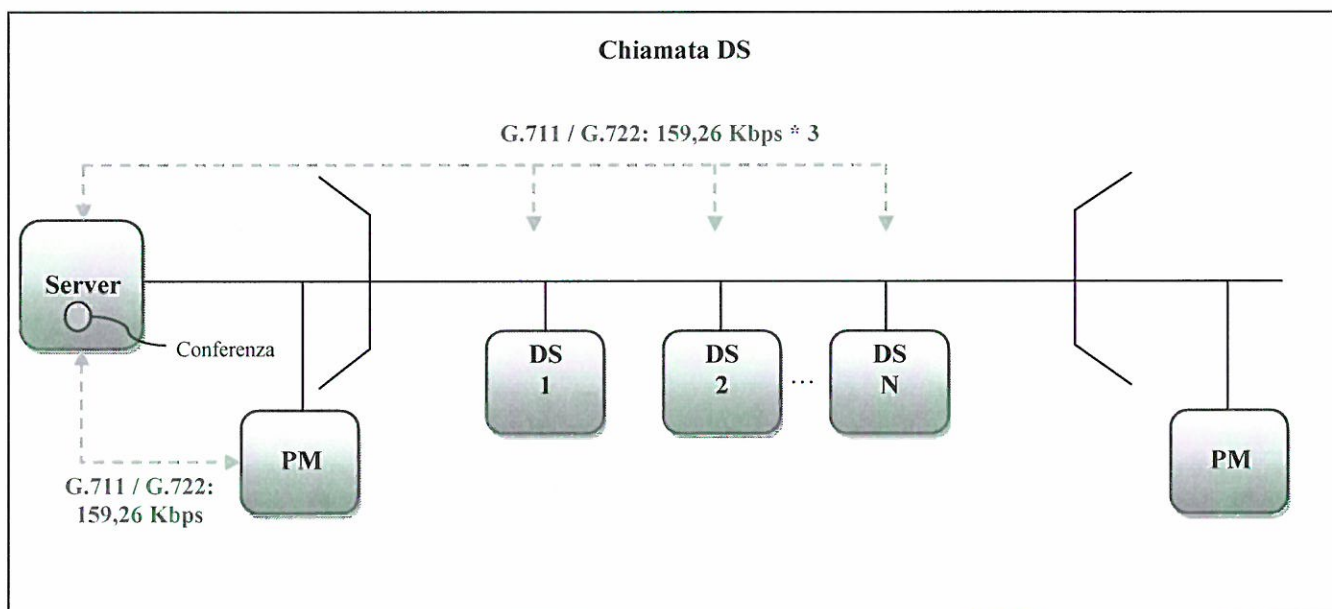 Chiamata DS
G.711 / G.722: 159,26 Kbps * 3
Server
Conferenza
DS
1
DS
2
...
DS
N
PM
PM
G.711 / G.722:
159,26 Kbps